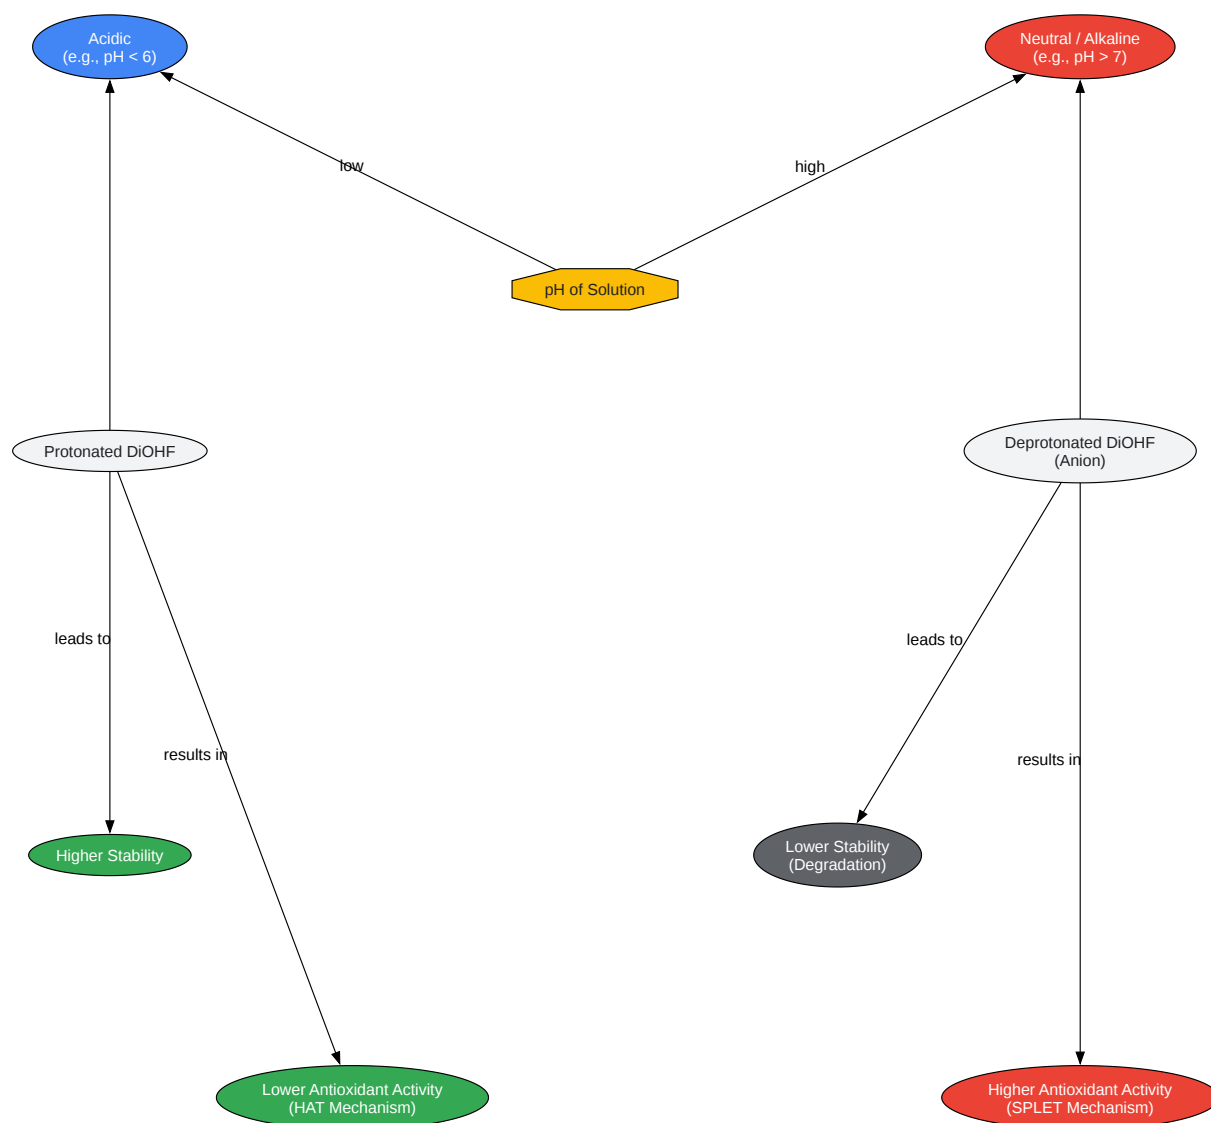 Acidic
(e.g., pH < 6)
Neutral / Alkaline
(e.g., pH > 7)
low
high
pH of Solution
Protonated DiOHF
Deprotonated DiOHF
(Anion)
leads to
leads to
results in
results in
Higher Stability
Lower Stability
(Degradation)
Lower Antioxidant Activity
(HAT Mechanism)
Higher Antioxidant Activity
(SPLET Mechanism)